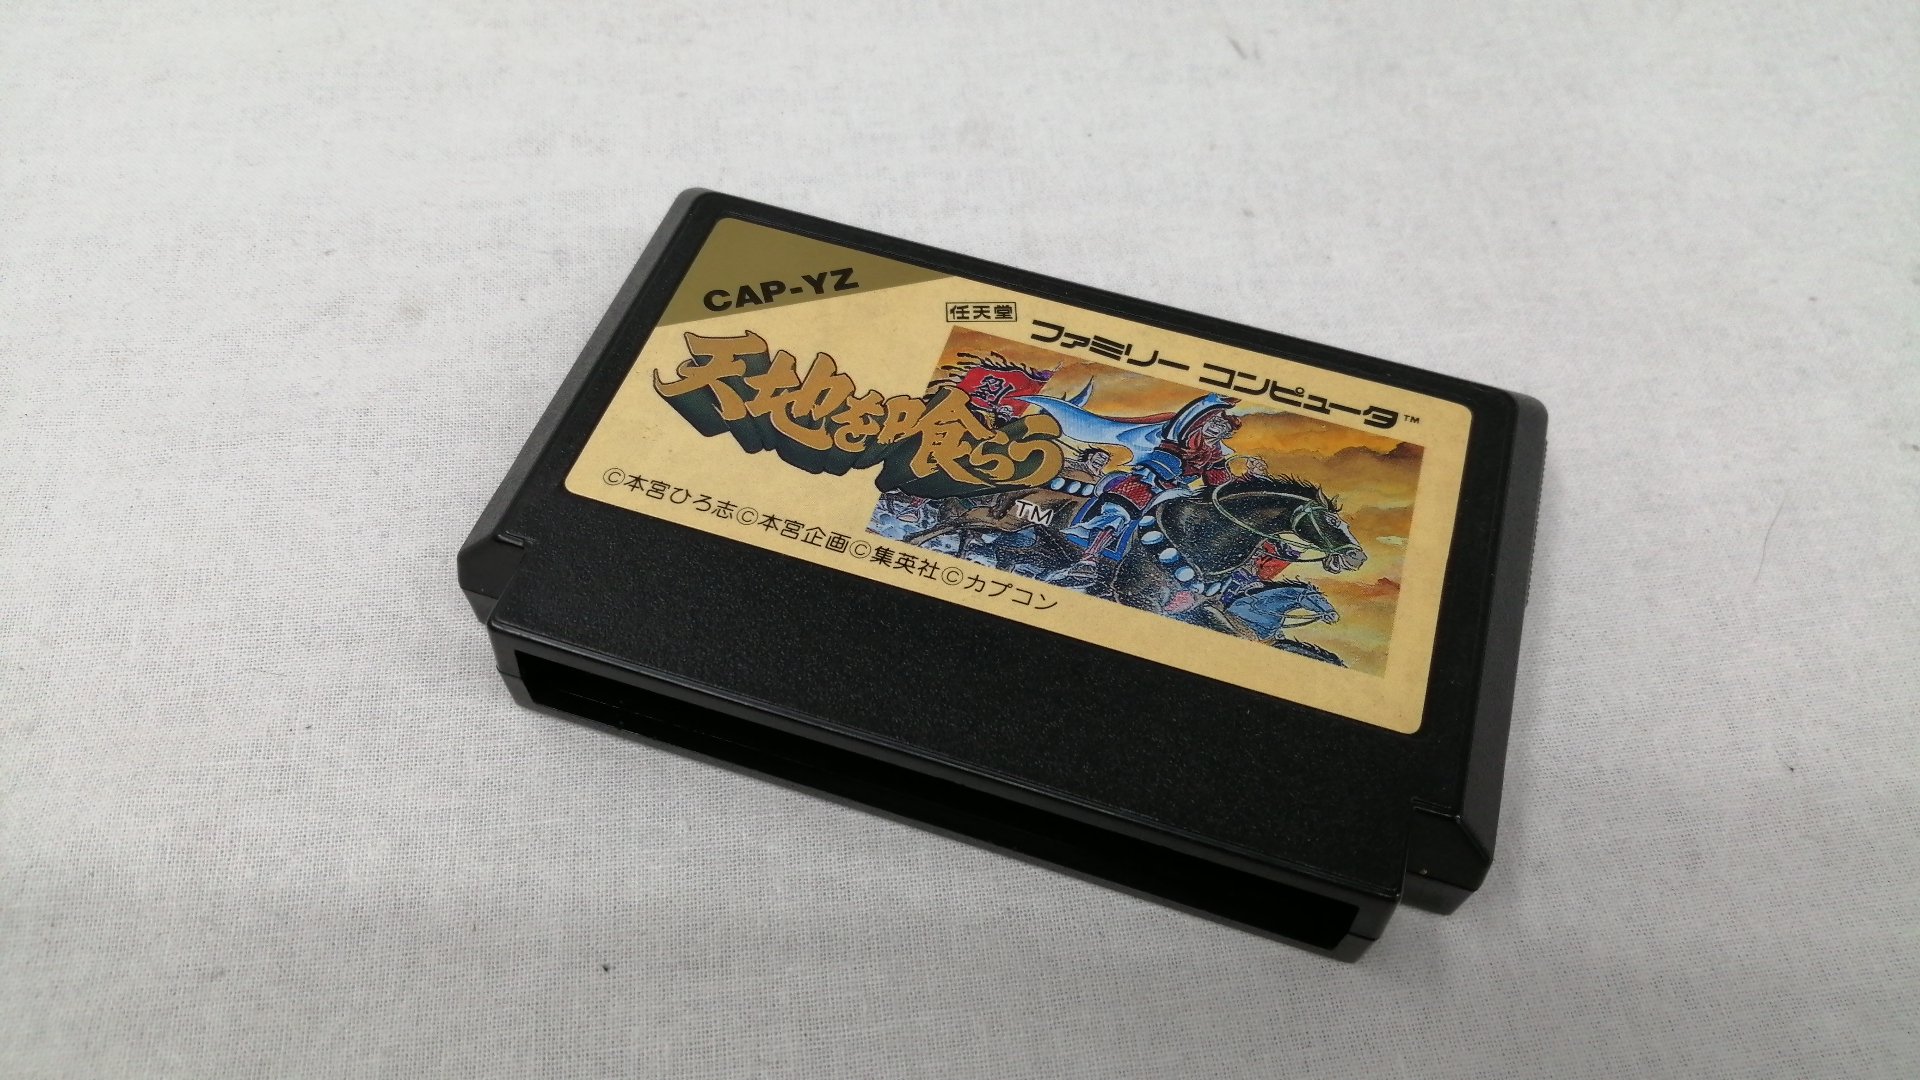 CAP-YZ
任天堂
ファミリー コンピュータ™
天地を喰らう
TM
劉
©本宮ひろ志©本宮企画©集英社©カプコン